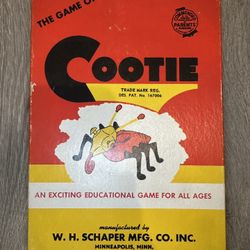 THE GAME OF
PARENTS
COOTIE
TRADE MARK REG.
DES. PAT. No. 167006
AN EXCITING EDUCATIONAL GAME FOR ALL AGES
manufactured by
W. H. SCHAPER MFG. CO. INC.
MINNEAPOLIS, MINN.